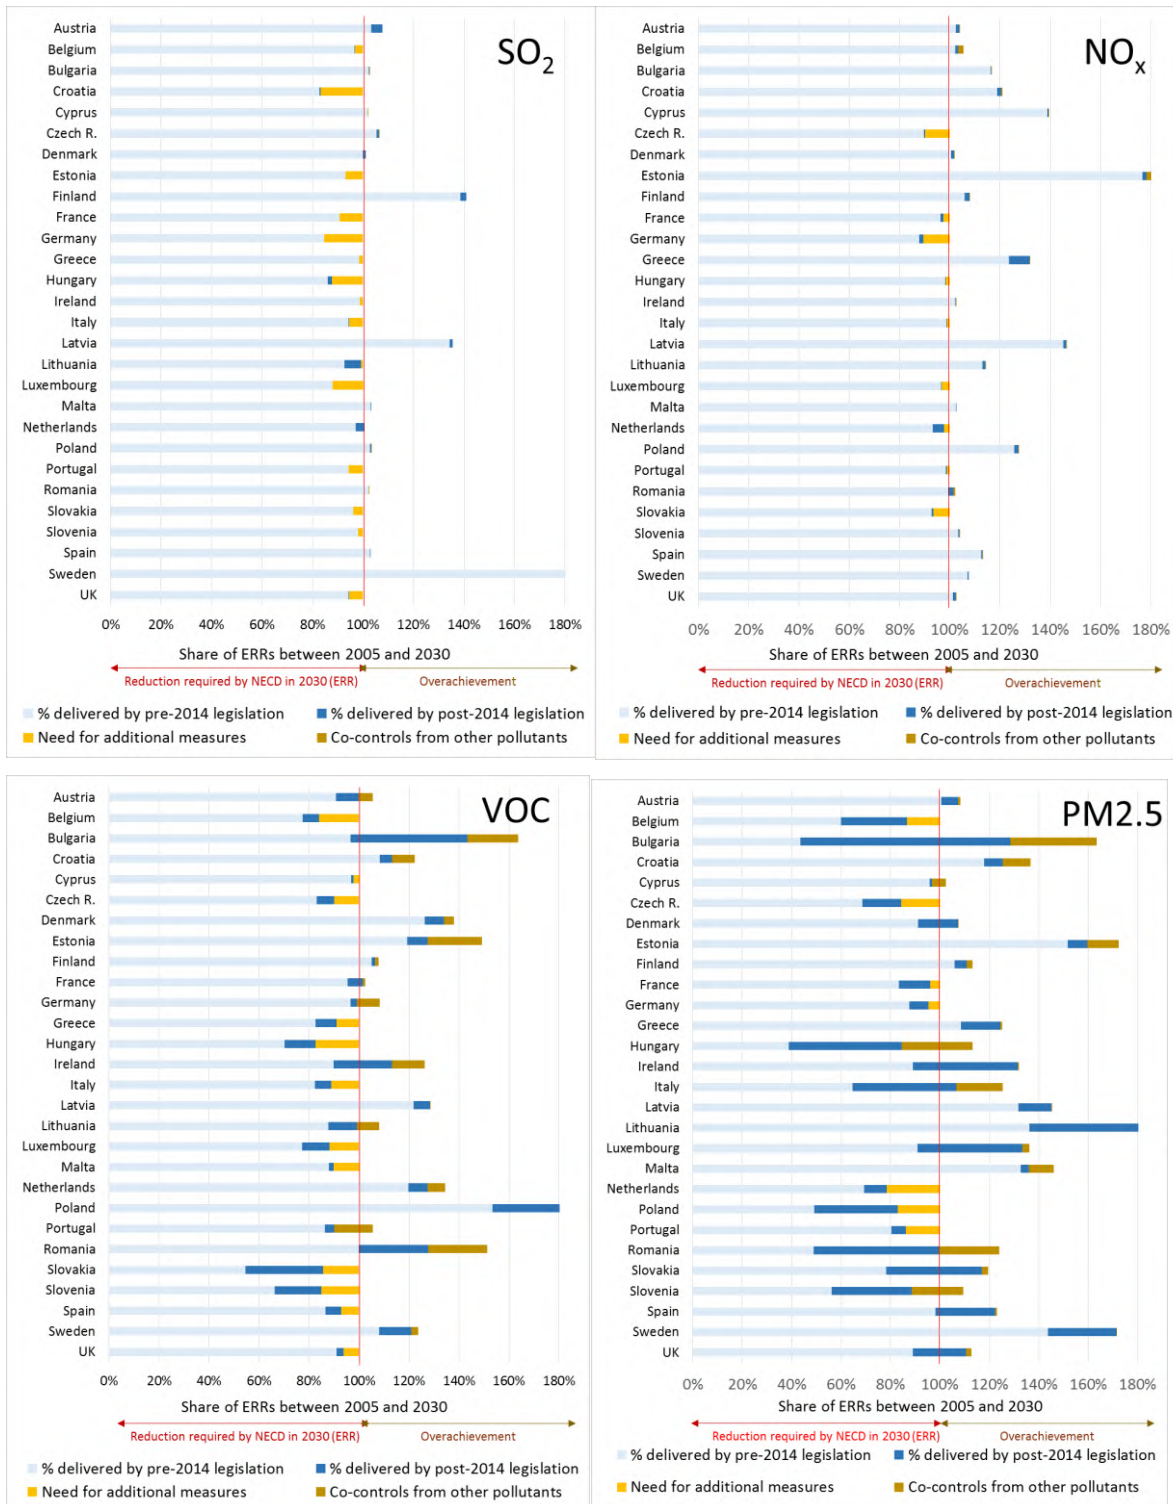 SO2
Austria
Belgium
Bulgaria
Croatia
Cyprus
Czech R.
Denmark
Estonia
Finland
France
Germany
Greece
Hungary
Ireland
Italy
Latvia
Lithuania
Luxembourg
Malta
Netherlands
Poland
Portugal
Romania
Slovakia
Slovenia
Spain
Sweden
UK
0% 20% 40% 60% 80% 100% 120% 140% 160% 180%
Share of ERRs between 2005 and 2030
Reduction required by NECD in 2030 (ERR) Overachievement
% delivered by pre-2014 legislation % delivered by post-2014 legislation
Need for additional measures Co-controls from other pollutants
NOx
Austria
Belgium
Bulgaria
Croatia
Cyprus
Czech R.
Denmark
Estonia
Finland
France
Germany
Greece
Hungary
Ireland
Italy
Latvia
Lithuania
Luxembourg
Malta
Netherlands
Poland
Portugal
Romania
Slovakia
Slovenia
Spain
Sweden
UK
0% 20% 40% 60% 80% 100% 120% 140% 160% 180%
Share of ERRs between 2005 and 2030
Reduction required by NECD in 2030 (ERR) Overachievement
% delivered by pre-2014 legislation % delivered by post-2014 legislation
Need for additional measures Co-controls from other pollutants
VOC
Austria
Belgium
Bulgaria
Croatia
Cyprus
Czech R.
Denmark
Estonia
Finland
France
Germany
Greece
Hungary
Ireland
Italy
Latvia
Lithuania
Luxembourg
Malta
Netherlands
Poland
Portugal
Romania
Slovakia
Slovenia
Spain
Sweden
UK
0% 20% 40% 60% 80% 100% 120% 140% 160% 180%
Share of ERRs between 2005 and 2030
Reduction required by NECD in 2030 (ERR) Overachievement
% delivered by pre-2014 legislation % delivered by post-2014 legislation
Need for additional measures Co-controls from other pollutants
PM2.5
Austria
Belgium
Bulgaria
Croatia
Cyprus
Czech R.
Denmark
Estonia
Finland
France
Germany
Greece
Hungary
Ireland
Italy
Latvia
Lithuania
Luxembourg
Malta
Netherlands
Poland
Portugal
Romania
Slovakia
Slovenia
Spain
Sweden
UK
0% 20% 40% 60% 80% 100% 120% 140% 160% 180%
Share of ERRs between 2005 and 2030
Reduction required by NECD in 2030 (ERR) Overachievement
% delivered by pre-2014 legislation % delivered by post-2014 legislation
Need for additional measures Co-controls from other pollutants